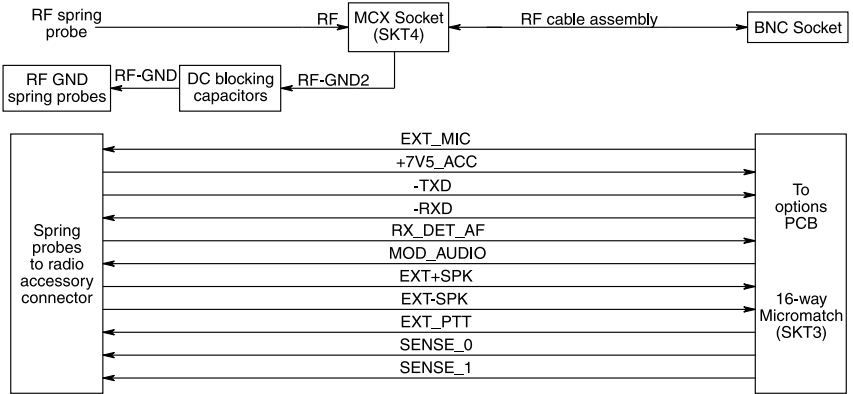 RF spring
probe
RF
MCX Socket
(SKT4)
RF cable assembly
BNC Socket
RF GND
spring probes
RF-GND
DC blocking
capacitors
RF-GND2
Spring
probes
to radio
accessory
connector
EXT_MIC
+7V5_ACC
-TXD
-RXD
RX_DET_AF
MOD_AUDIO
EXT+SPK
EXT-SPK
EXT_PTT
SENSE_0
SENSE_1
To
options
PCB
16-way
Micromatch
(SKT3)